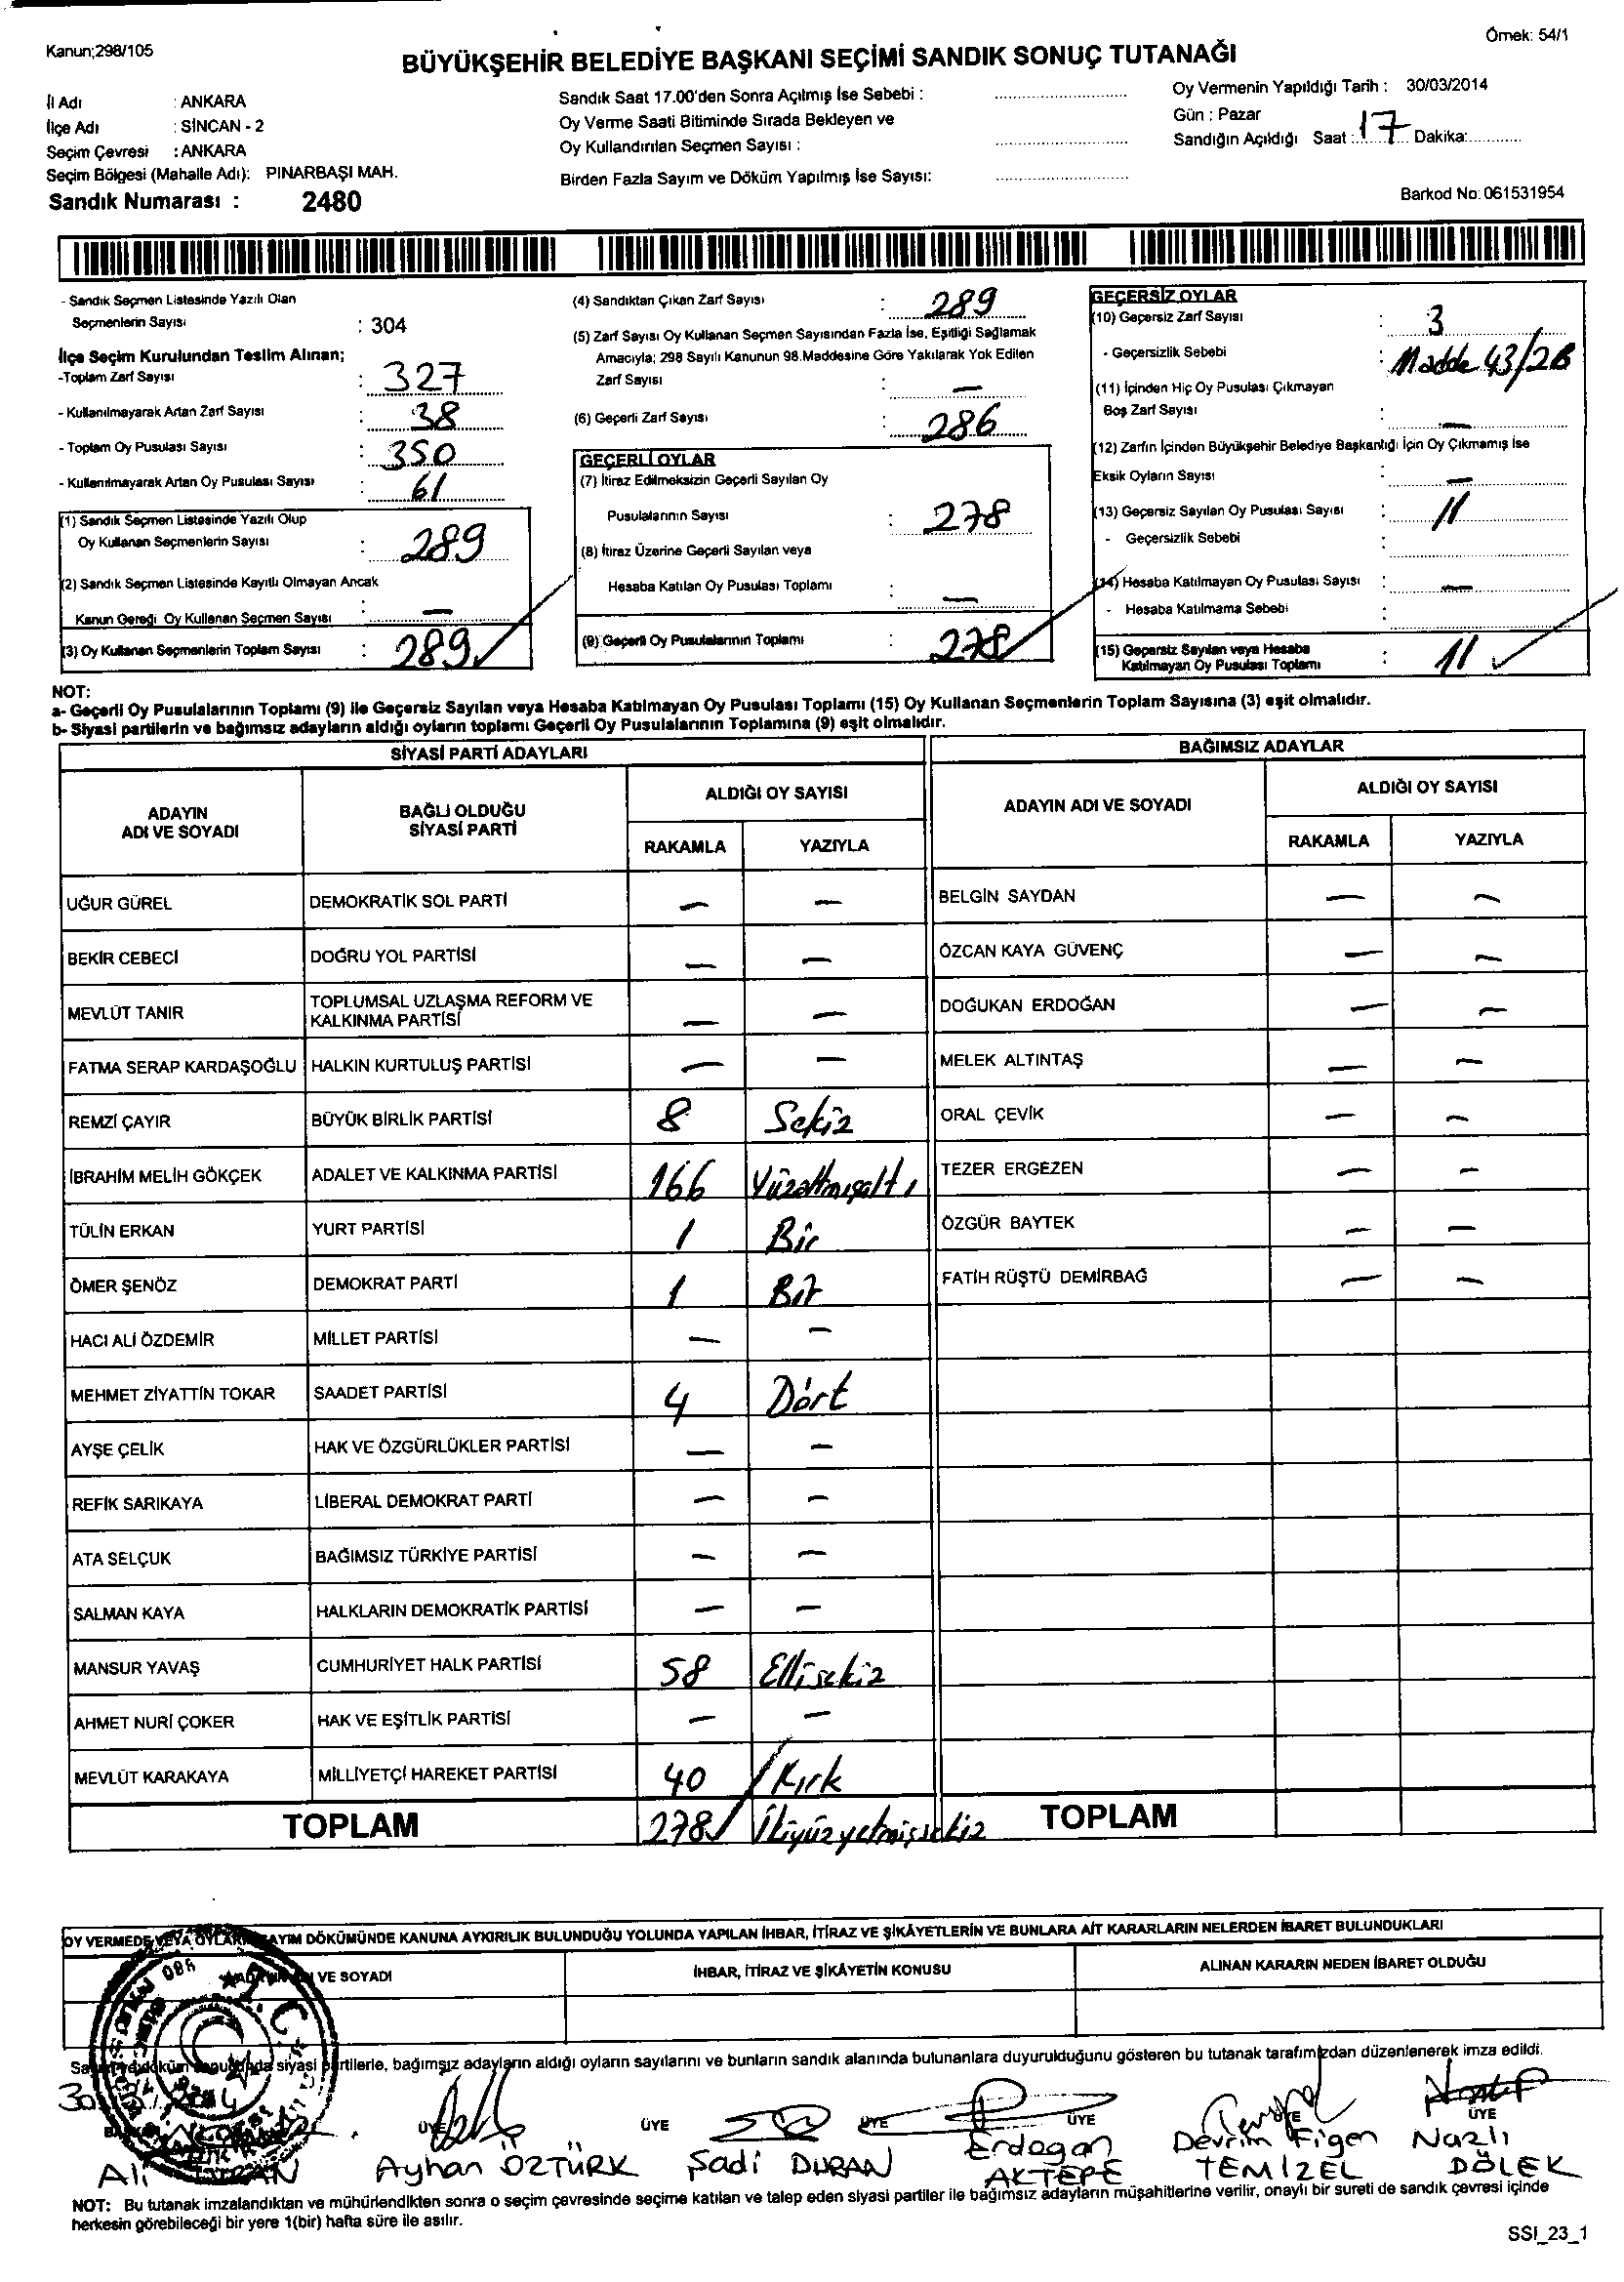 Kanun;298/105
Örnek: 54/1
BÜYÜKŞEHİR BELEDİYE BAŞKANI SEÇİMİ SANDIK SONUÇ TUTANAĞI
İl Adı : ANKARA
İlçe Adı : SİNCAN - 2
Seçim Çevresi : ANKARA
Seçim Bölgesi (Mahalle Adı): PINARBAŞI MAH.
Sandık Numarası : 2480
Sandık Saat 17.00'den Sonra Açılmış İse Sebebi :
Oy Verme Saati Bitiminde Sırada Bekleyen ve
Oy Kullandırılan Seçmen Sayısı :
Birden Fazla Sayım ve Döküm Yapılmış İse Sayısı:
Oy Vermenin Yapıldığı Tarih : 30/03/2014
Gün : Pazar
Sandığın Açıldığı Saat : 17 Dakika:
Barkod No: 061531954
- Sandık Seçmen Listesinde Yazılı Olan
Seçmenlerin Sayısı : 304
İlçe Seçim Kurulundan Teslim Alınan;
-Toplam Zarf Sayısı : 327
- Kullanılmayarak Artan Zarf Sayısı : 38
- Toplam Oy Pusulası Sayısı : 350
- Kullanılmayarak Artan Oy Pusulası Sayısı : 61
(1) Sandık Seçmen Listesinde Yazılı Olup
Oy Kullanan Seçmenlerin Sayısı : 289
(2) Sandık Seçmen Listesinde Kayıtlı Olmayan Ancak
Kanun Gereği Oy Kullanan Seçmen Sayısı : —
(3) Oy Kullanan Seçmenlerin Toplam Sayısı : 289
(4) Sandıktan Çıkan Zarf Sayısı : 289
(5) Zarf Sayısı Oy Kullanan Seçmen Sayısından Fazla İse, Eşitliği Sağlamak
Amacıyla; 298 Sayılı Kanunun 98.Maddesine Göre Yakılarak Yok Edilen
Zarf Sayısı : —
(6) Geçerli Zarf Sayısı : 286
GEÇERLİ OYLAR
(7) İtiraz Edilmeksizin Geçerli Sayılan Oy
Pusulalarının Sayısı : 278
(8) İtiraz Üzerine Geçerli Sayılan veya
Hesaba Katılan Oy Pusulası Toplamı : —
(9) Geçerli Oy Pusulalarının Toplamı : 278
GEÇERSİZ OYLAR
(10) Geçersiz Zarf Sayısı : 3
- Geçersizlik Sebebi : Madde 43/2B
(11) İçinden Hiç Oy Pusulası Çıkmayan
Boş Zarf Sayısı : —
(12) Zarfın İçinden Büyükşehir Belediye Başkanlığı İçin Oy Çıkmamış İse
Eksik Oyların Sayısı —
(13) Geçersiz Sayılan Oy Pusulası Sayısı : 11
- Geçersizlik Sebebi :
(14) Hesaba Katılmayan Oy Pusulası Sayısı : —
- Hesaba Katılmama Sebebi :
(15) Geçersiz Sayılan veya Hesaba
Katılmayan Oy Pusulası Toplamı : 11
NOT:
a- Geçerli Oy Pusulalarının Toplamı (9) ile Geçersiz Sayılan veya Hesaba Katılmayan Oy Pusulası Toplamı (15) Oy Kullanan Seçmenlerin Toplam Sayısına (3) eşit olmalıdır.
b- Siyasi partilerin ve bağımsız adayların aldığı oyların toplamı Geçerli Oy Pusulalarının Toplamına (9) eşit olmalıdır.
SİYASİ PARTİ ADAYLARI
ADAYIN
ADI VE SOYADI
BAĞLI OLDUĞU
SİYASİ PARTİ
ALDIĞI OY SAYISI
RAKAMLA YAZIYLA
UĞUR GÜREL DEMOKRATİK SOL PARTİ — —
BEKİR CEBECİ DOĞRU YOL PARTİSİ — —
MEVLÜT TANIR TOPLUMSAL UZLAŞMA REFORM VE
KALKINMA PARTİSİ — —
FATMA SERAP KARDAŞOĞLU HALKIN KURTULUŞ PARTİSİ — —
REMZİ ÇAYIR BÜYÜK BİRLİK PARTİSİ 8 Sekiz
İBRAHİM MELİH GÖKÇEK ADALET VE KALKINMA PARTİSİ 166 Yüzaltmışaltı
TÜLİN ERKAN YURT PARTİSİ 1 Bir
ÖMER ŞENÖZ DEMOKRAT PARTİ 1 Bir
HACI ALİ ÖZDEMİR MİLLET PARTİSİ — —
MEHMET ZİYATTİN TOKAR SAADET PARTİSİ 4 Dört
AYŞE ÇELİK HAK VE ÖZGÜRLÜKLER PARTİSİ — —
REFİK SARIKAYA LİBERAL DEMOKRAT PARTİ — —
ATA SELÇUK BAĞIMSIZ TÜRKİYE PARTİSİ — —
SALMAN KAYA HALKLARIN DEMOKRATİK PARTİSİ — —
MANSUR YAVAŞ CUMHURİYET HALK PARTİSİ 58 Ellisekiz
AHMET NURİ ÇOKER HAK VE EŞİTLİK PARTİSİ — —
MEVLÜT KARAKAYA MİLLİYETÇİ HAREKET PARTİSİ 40 Kırk
TOPLAM 278 İkiyüzyetmişsekiz
BAĞIMSIZ ADAYLAR
ADAYIN ADI VE SOYADI
ALDIĞI OY SAYISI
RAKAMLA YAZIYLA
BELGİN SAYDAN — —
ÖZCAN KAYA GÜVENÇ — —
DOĞUKAN ERDOĞAN — —
MELEK ALTINTAŞ — —
ORAL ÇEVİK — —
TEZER ERGEZEN — —
ÖZGÜR BAYTEK — —
FATİH RÜŞTÜ DEMİRBAĞ — —
TOPLAM
OY VERMEDE VEYA OYLARIN SAYIM DÖKÜMÜNDE KANUNA AYKIRILIK BULUNDUĞU YOLUNDA YAPILAN İHBAR, İTİRAZ VE ŞİKÂYETLERİN VE BUNLARA AİT KARARLARIN NELERDEN İBARET BULUNDUKLARI
VE SOYADI
İHBAR, İTİRAZ VE ŞİKÂYETİN KONUSU
ALINAN KARARIN NEDEN İBARET OLDUĞU
siyasi partilerle, bağımsız adayların aldığı oyların sayılarını ve bunların sandık alanında bulunanlara duyurulduğunu gösteren bu tutanak tarafımızdan düzenlenerek imza edildi.
ÜYE ÜYE ÜYE ÜYE ÜYE ÜYE
Ali Ayhan ÖZTÜRK Şadi DURAN Erdogan AKTEPE Devrim Figen TEMİZEL Nazlı DÖLEK
NOT: Bu tutanak imzalandıktan ve mühürlendikten sonra o seçim çevresinde seçime katılan ve talep eden siyasi partiler ile bağımsız adayların müşahitlerine verilir, onaylı bir sureti de sandık çevresi içinde
herkesin görebileceği bir yere 1(bir) hafta süre ile asılır.
SSI_23_1